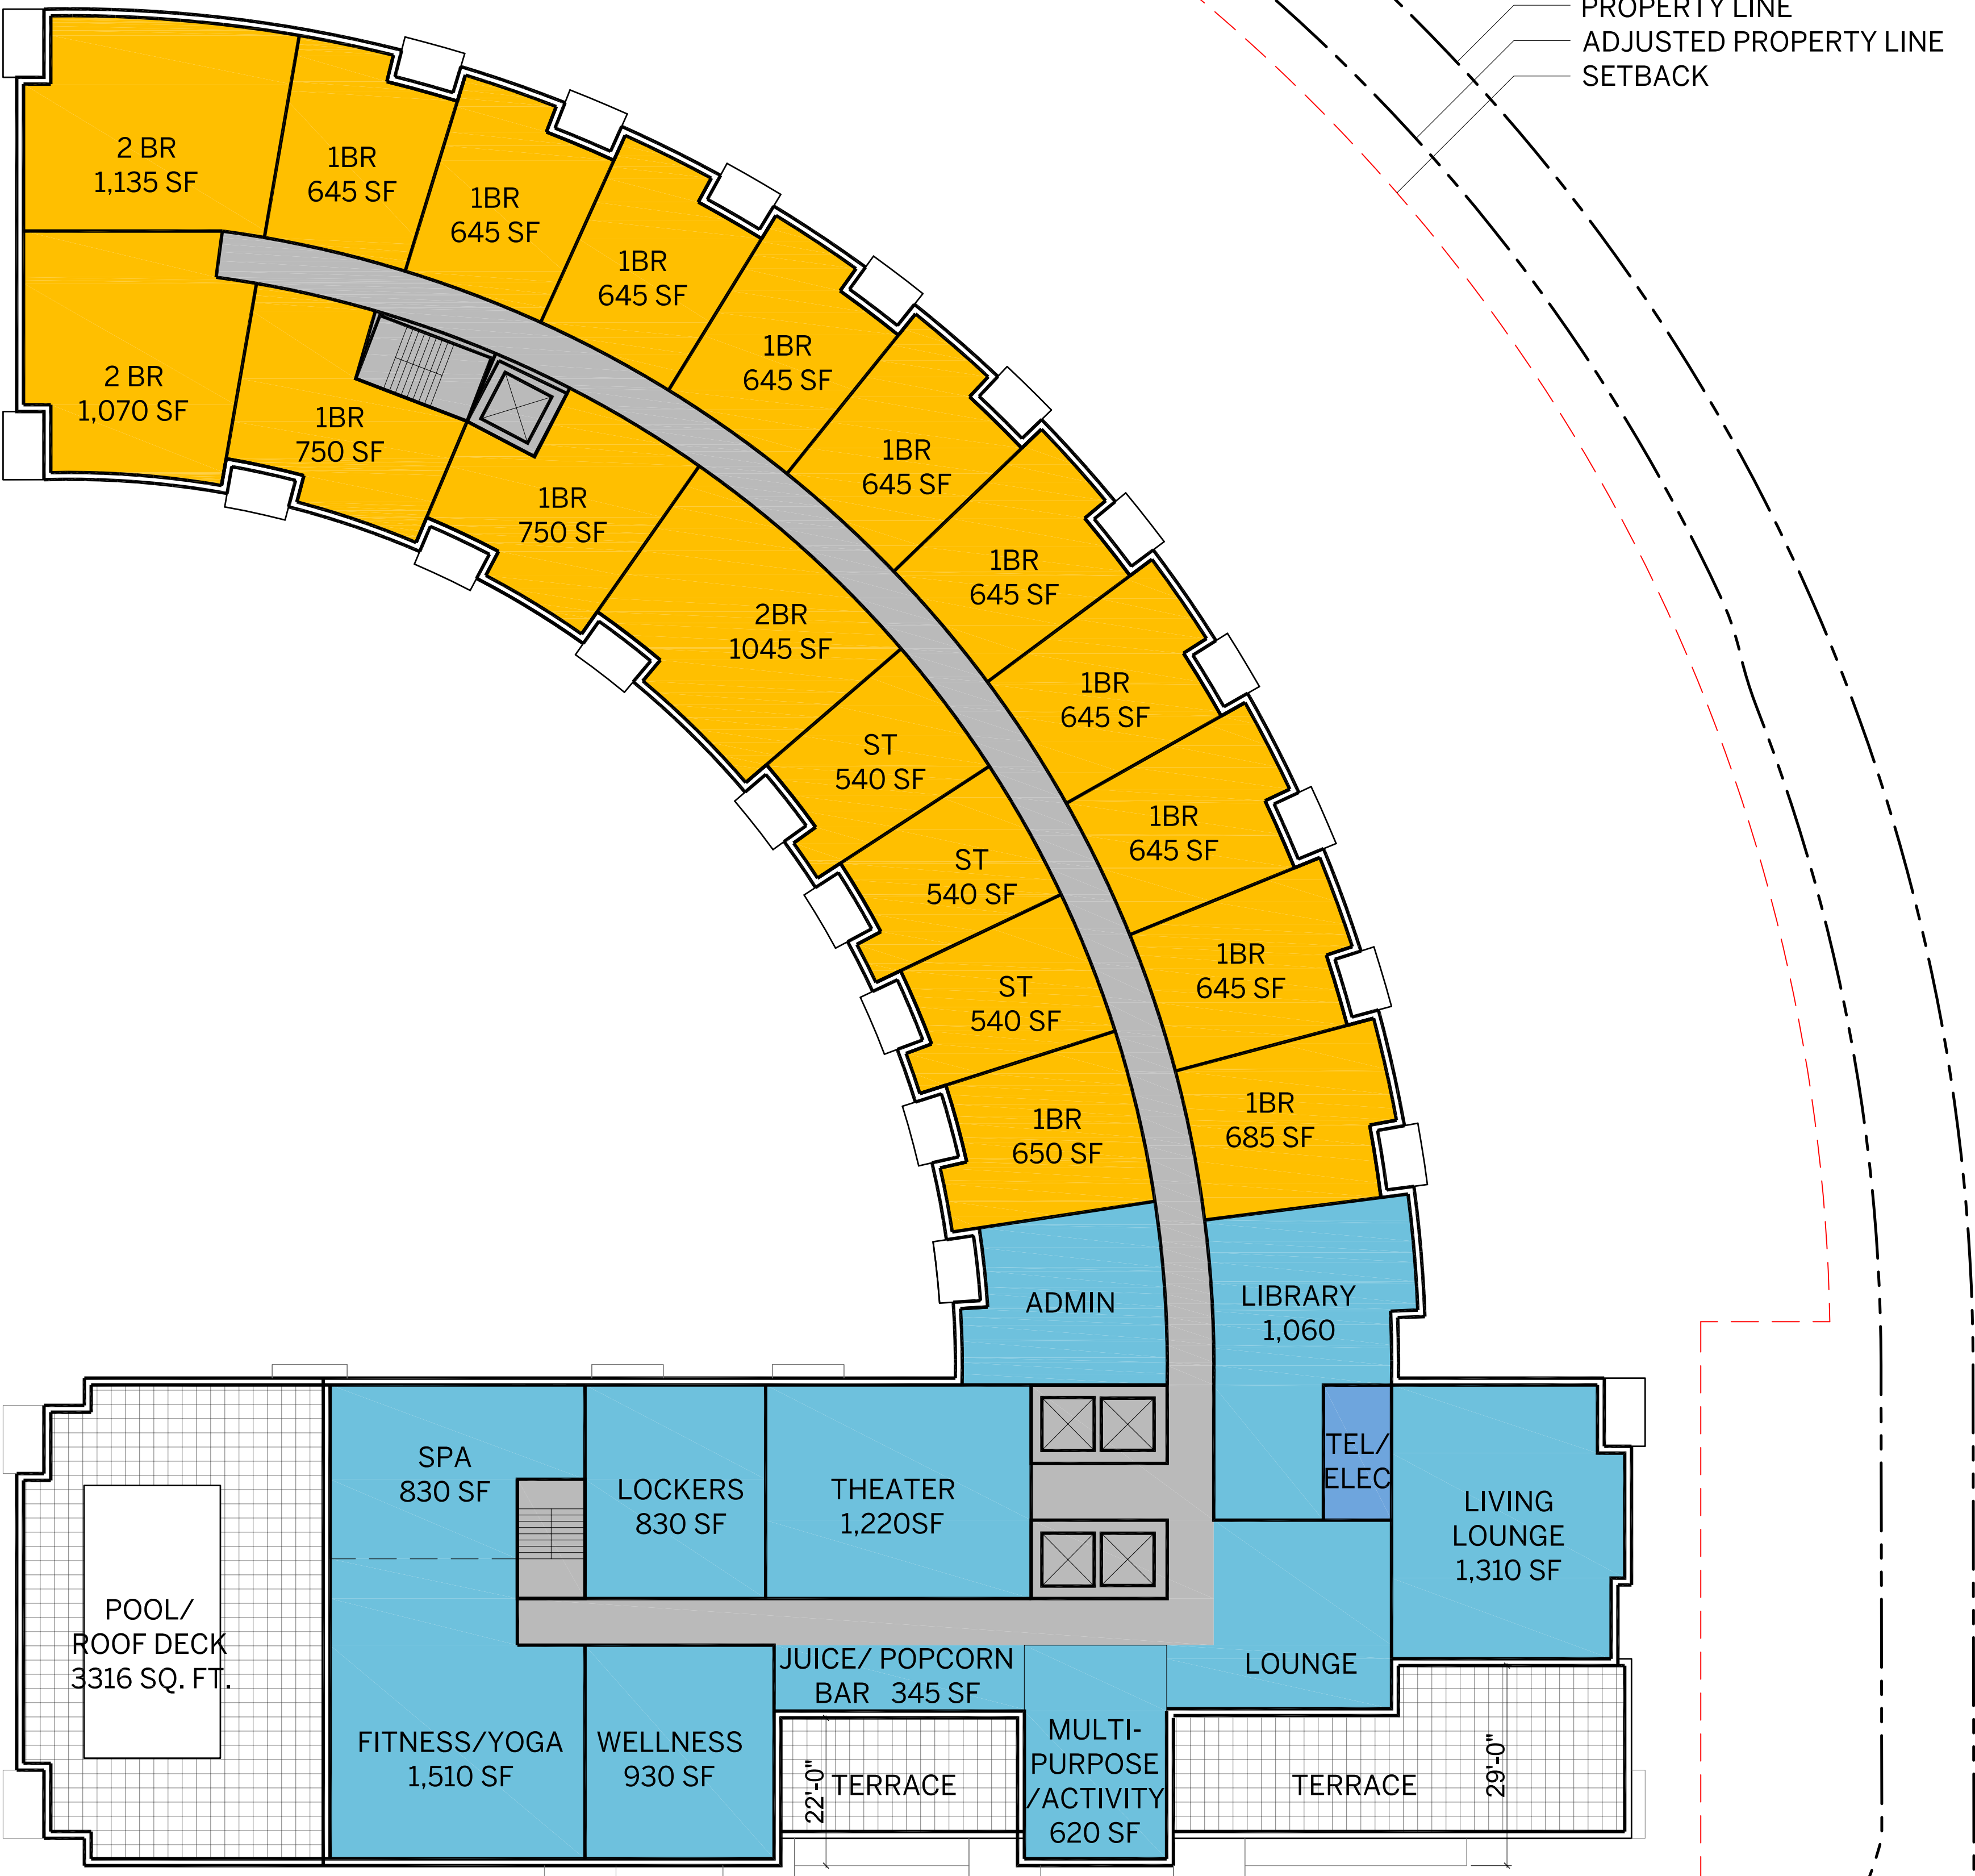 PROPERTY LINE
ADJUSTED PROPERTY LINE
SETBACK
2 BR
1,135 SF
1BR
645 SF
1BR
645 SF
1BR
645 SF
1BR
645 SF
1BR
645 SF
1BR
645 SF
1BR
645 SF
1BR
645 SF
1BR
645 SF
1BR
685 SF
2 BR
1,070 SF
1BR
750 SF
1BR
750 SF
2BR
1045 SF
ST
540 SF
ST
540 SF
ST
540 SF
1BR
650 SF
ADMIN
LIBRARY
1,060
SPA
830 SF
LOCKERS
830 SF
THEATER
1,220SF
TEL/
ELEC
LIVING
LOUNGE
1,310 SF
POOL/
ROOF DECK
3316 SQ. FT.
JUICE/ POPCORN
BAR 345 SF
LOUNGE
FITNESS/YOGA
1,510 SF
WELLNESS
930 SF
22'-0"
TERRACE
MULTI-
PURPOSE
/ACTIVITY
620 SF
TERRACE
29'-0"